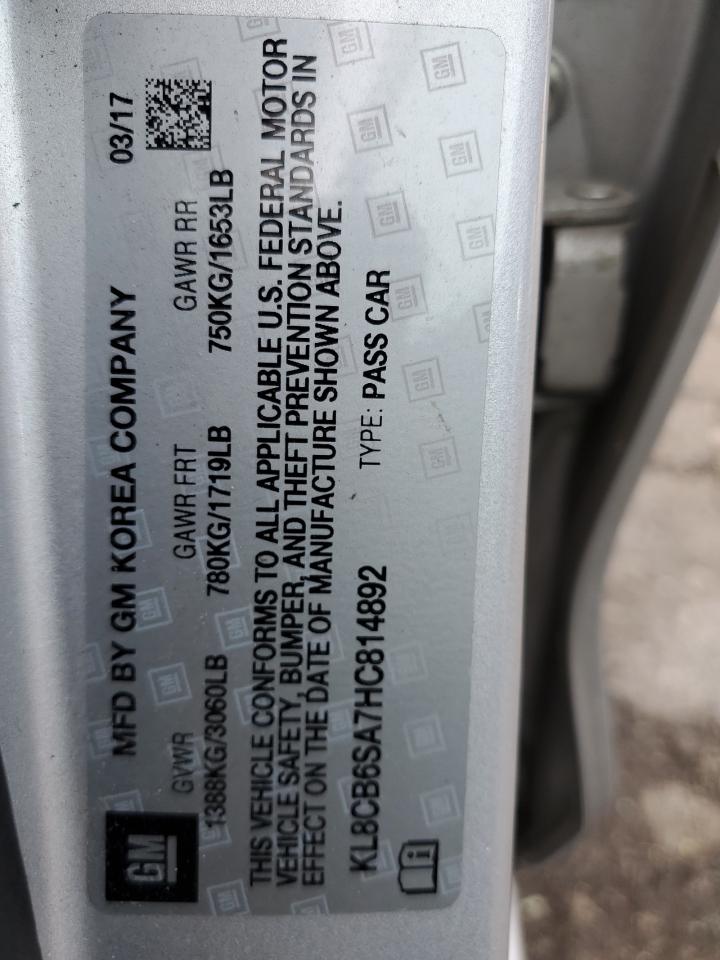 GM
MFD BY GM KOREA COMPANY 03/17
GVWR GAWR FRT GAWR RR
1388KG/3060LB 780KG/1719LB 750KG/1653LB
THIS VEHICLE CONFORMS TO ALL APPLICABLE U.S. FEDERAL MOTOR
VEHICLE SAFETY, BUMPER, AND THEFT PREVENTION STANDARDS IN
EFFECT ON THE DATE OF MANUFACTURE SHOWN ABOVE.
KL8CB6SA7HC814892 TYPE: PASS CAR